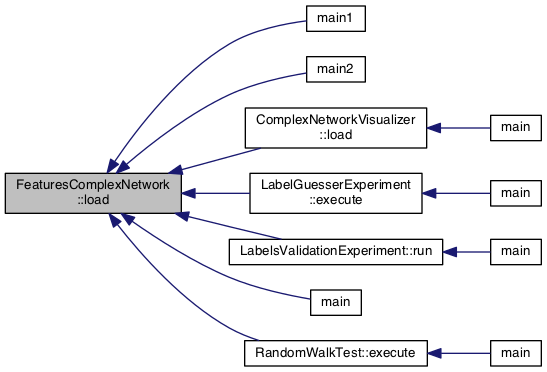 main1
main2
ComplexNetworkVisualizer
::load
main
FeaturesComplexNetwork
::load
LabelGuesserExperiment
::execute
main
LabelsValidationExperiment::run
main
main
RandomWalkTest::execute
main